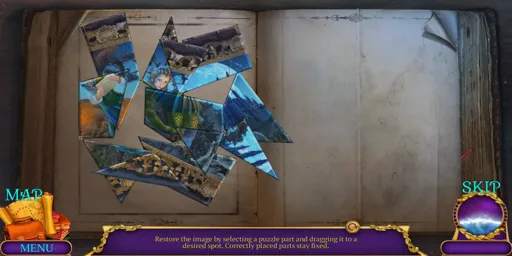 MAP
SKIP
MENU
Restore the image by selecting a puzzle part and dragging it to a
desired spot. Correctly placed parts stay fixed.